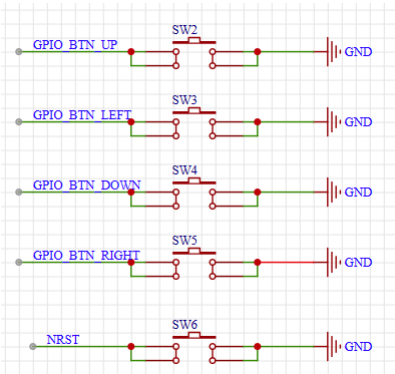 SW2
GPIO_BTN_UP GND
SW3
GPIO_BTN_LEFT GND
SW4
GPIO_BTN_DOWN GND
SW5
GPIO_BTN_RIGHT GND
SW6
NRST GND